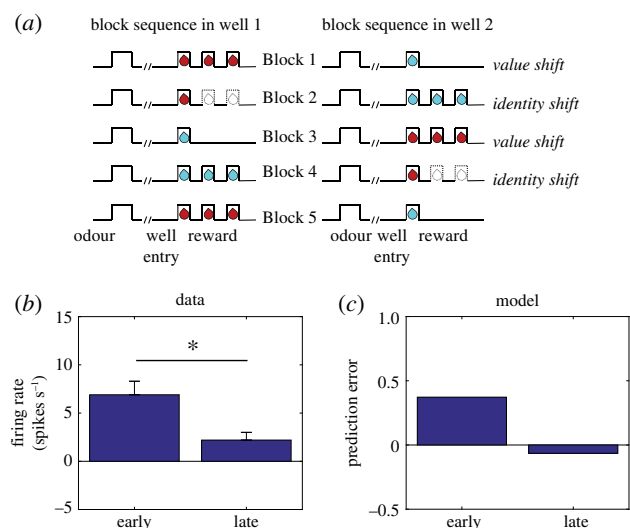 (a)
block sequence in well 1
block sequence in well 2
Block 1
value shift
Block 2
identity shift
Block 3
value shift
Block 4
identity shift
Block 5
odour
well entry
reward
odour
well entry
reward
(b)
data
15
10
5
0
−5
firing rate
(spikes s⁻¹)
*
early
late
(c)
model
1.0
0.5
0
−0.5
prediction error
early
late